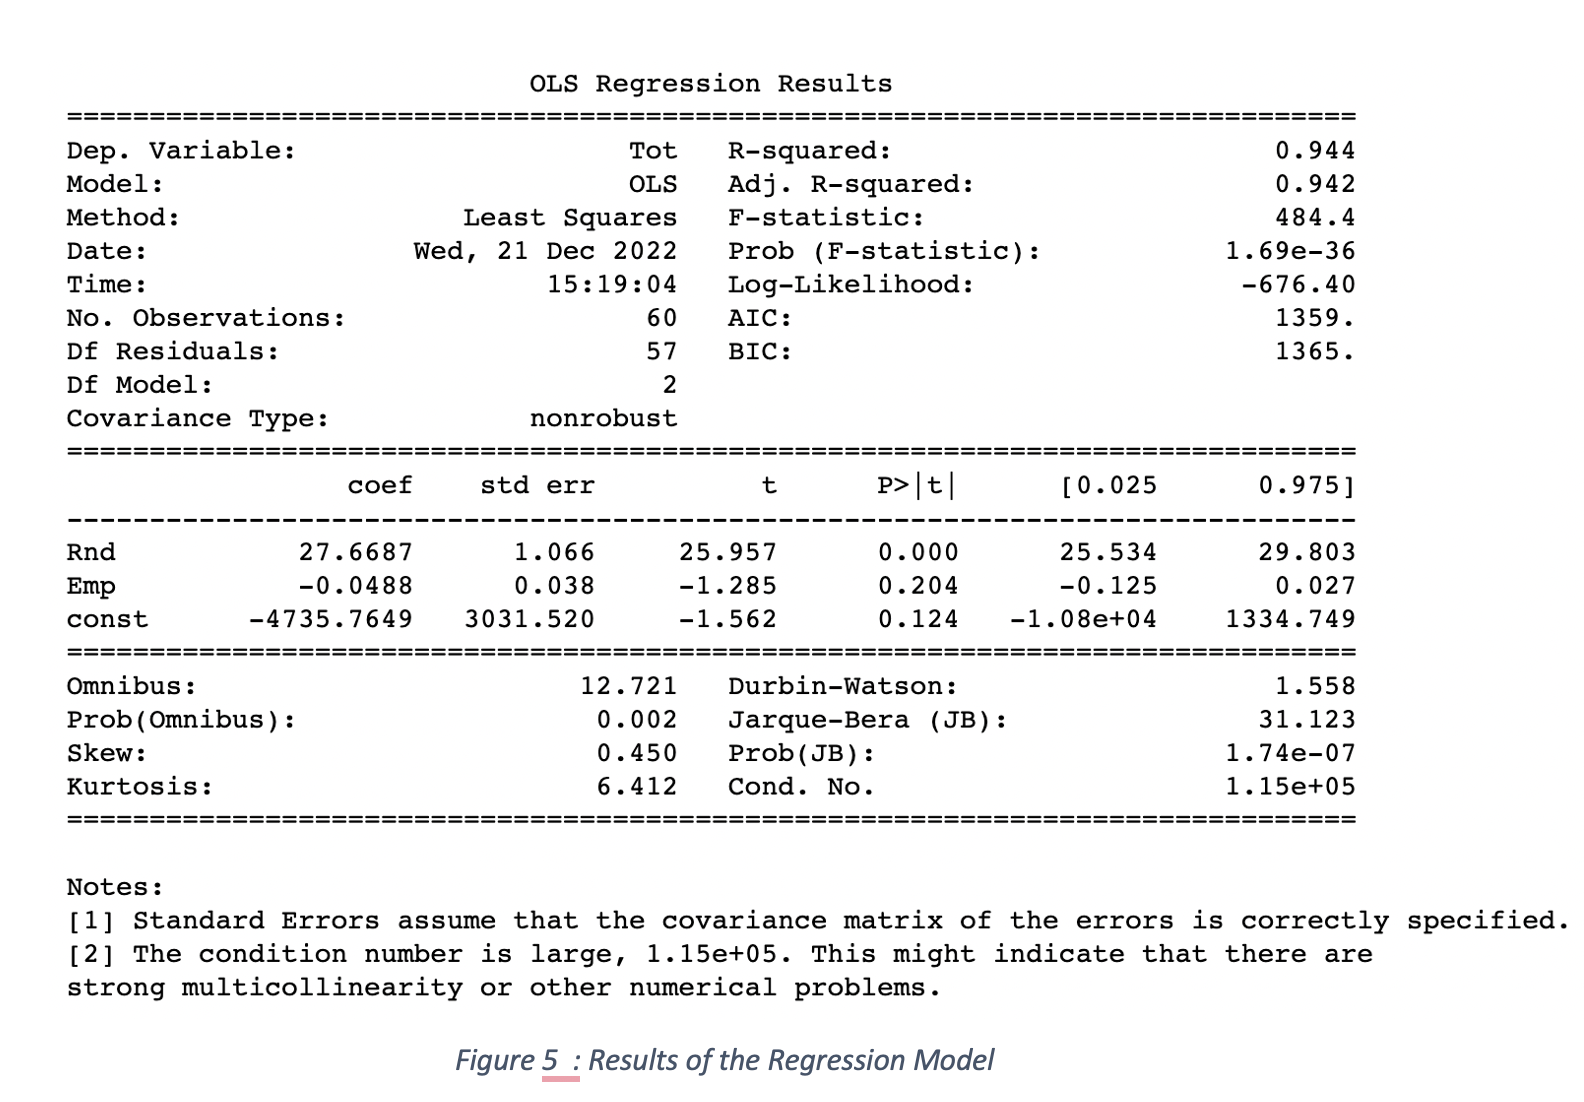 OLS Regression Results
==============================================================================
Dep. Variable: Tot R-squared: 0.944
Model: OLS Adj. R-squared: 0.942
Method: Least Squares F-statistic: 484.4
Date: Wed, 21 Dec 2022 Prob (F-statistic): 1.69e-36
Time: 15:19:04 Log-Likelihood: -676.40
No. Observations: 60 AIC: 1359.
Df Residuals: 57 BIC: 1365.
Df Model: 2
Covariance Type: nonrobust
==============================================================================
coef std err t P>|t| [0.025 0.975]
------------------------------------------------------------------------------
Rnd 27.6687 1.066 25.957 0.000 25.534 29.803
Emp -0.0488 0.038 -1.285 0.204 -0.125 0.027
const -4735.7649 3031.520 -1.562 0.124 -1.08e+04 1334.749
==============================================================================
Omnibus: 12.721 Durbin-Watson: 1.558
Prob(Omnibus): 0.002 Jarque-Bera (JB): 31.123
Skew: 0.450 Prob(JB): 1.74e-07
Kurtosis: 6.412 Cond. No. 1.15e+05
==============================================================================
Notes:
[1] Standard Errors assume that the covariance matrix of the errors is correctly specified.
[2] The condition number is large, 1.15e+05. This might indicate that there are
strong multicollinearity or other numerical problems.
Figure 5 : Results of the Regression Model